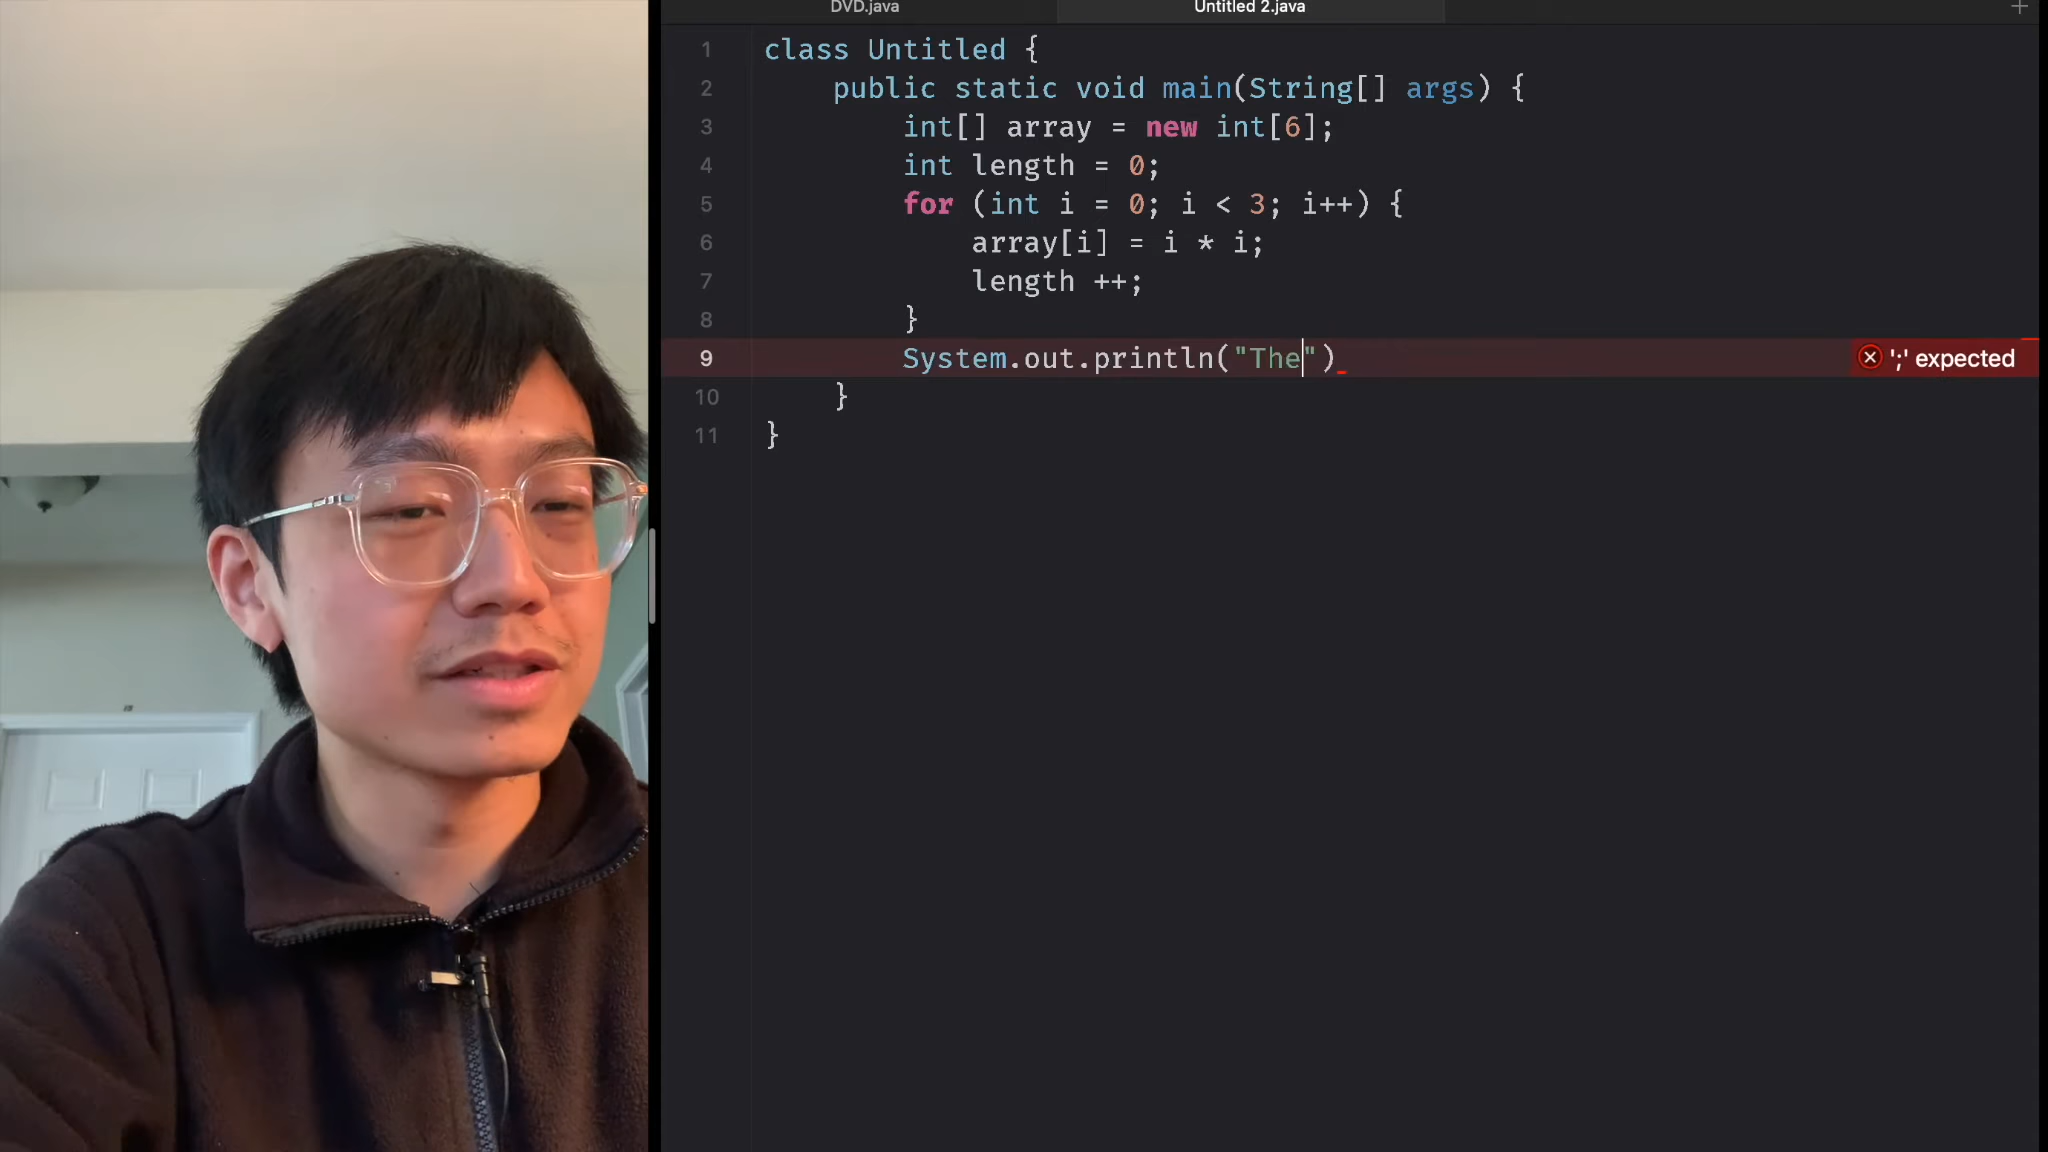 DVD.java
Untitled 2.java
1 class Untitled {
2 public static void main(String[] args) {
3 int[] array = new int[6];
4 int length = 0;
5 for (int i = 0; i < 3; i++) {
6 array[i] = i * i;
7 length ++;
8 }
9 System.out.println("The") ';' expected
10 }
11 }